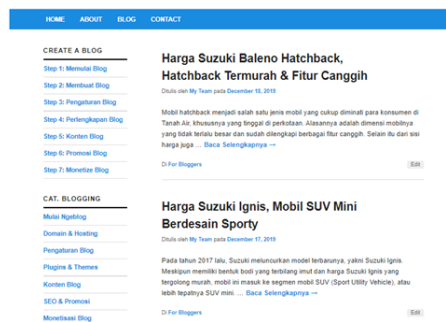 HOME ABOUT BLOG CONTACT
CREATE A BLOG
Step 1: Memulai Blog
Step 2: Membuat Blog
Step 3: Pengaturan Blog
Step 4: Perlengkapan Blog
Step 5: Konten Blog
Step 6: Promosi Blog
Step 7: Monetize Blog
CAT. BLOGGING
Mulai Ngeblog
Domain & Hosting
Pengaturan Blog
Plugins & Themes
Konten Blog
SEO & Promosi
Monetisasi Blog
Harga Suzuki Baleno Hatchback,
Hatchback Termurah & Fitur Canggih
Ditulis oleh My Team pada December 18, 2019
Mobil hatchback menjadi salah satu jenis mobil yang cukup diminati para konsumen di
Tanah Air, khususnya yang tinggal di perkotaan. Alasannya adalah dimensi mobilnya
yang tidak terlalu besar dan sudah dilengkapi berbagai fitur canggih. Selain itu dari sisi
harga juga … Baca Selengkapnya →
Di For Bloggers Edit
Harga Suzuki Ignis, Mobil SUV Mini
Berdesain Sporty
Ditulis oleh My Team pada December 17, 2019
Pada tahun 2017 lalu, Suzuki meluncurkan model terbarunya, yakni Suzuki Ignis.
Meskipun memiliki bentuk bodi yang terbilang imut dan harga Suzuki Ignis yang
tergolong murah, mobil ini masuk ke segmen mobil SUV (Sport Utility Vehicle), atau
lebih tepatnya SUV mini. … Baca Selengkapnya →
Di For Bloggers Edit